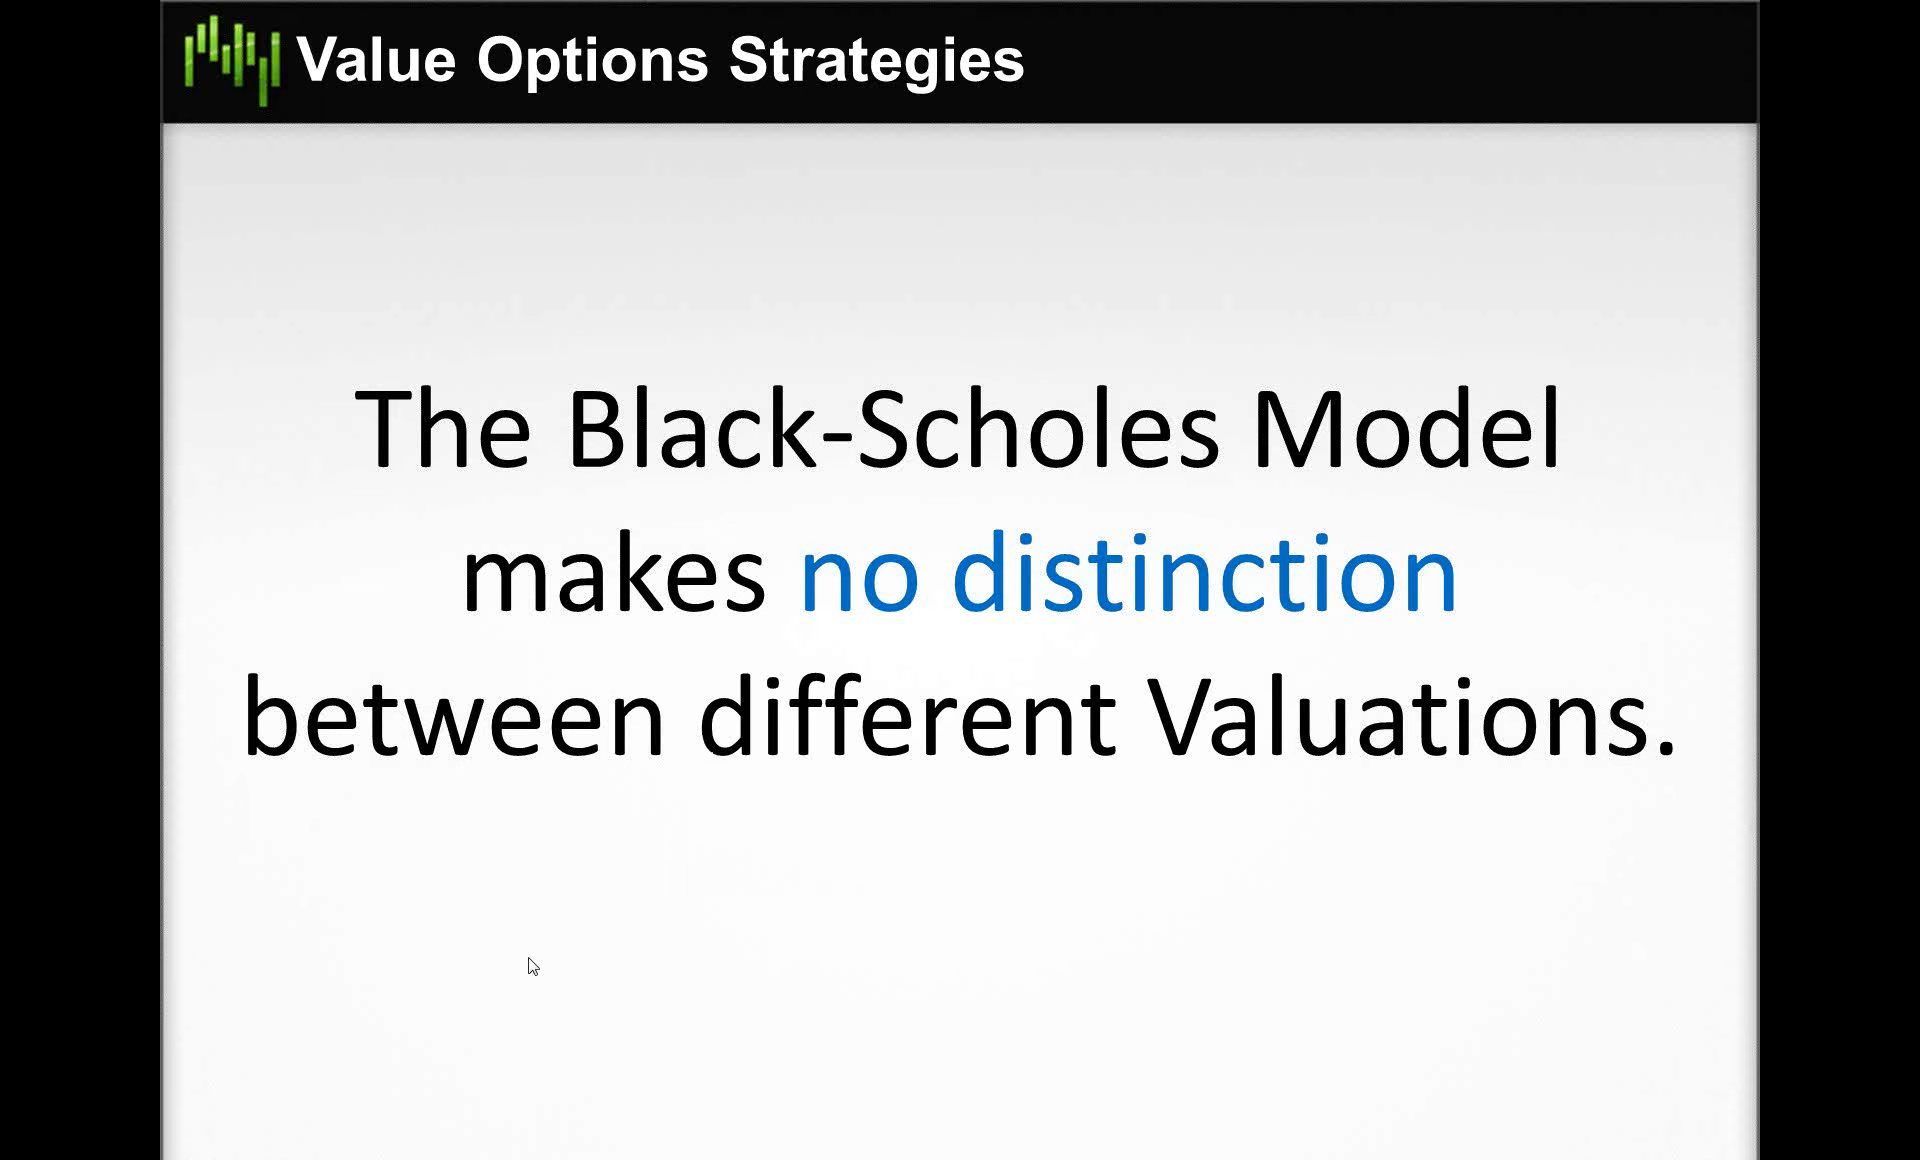 Value Options Strategies
The Black-Scholes Model
makes no distinction
between different Valuations.